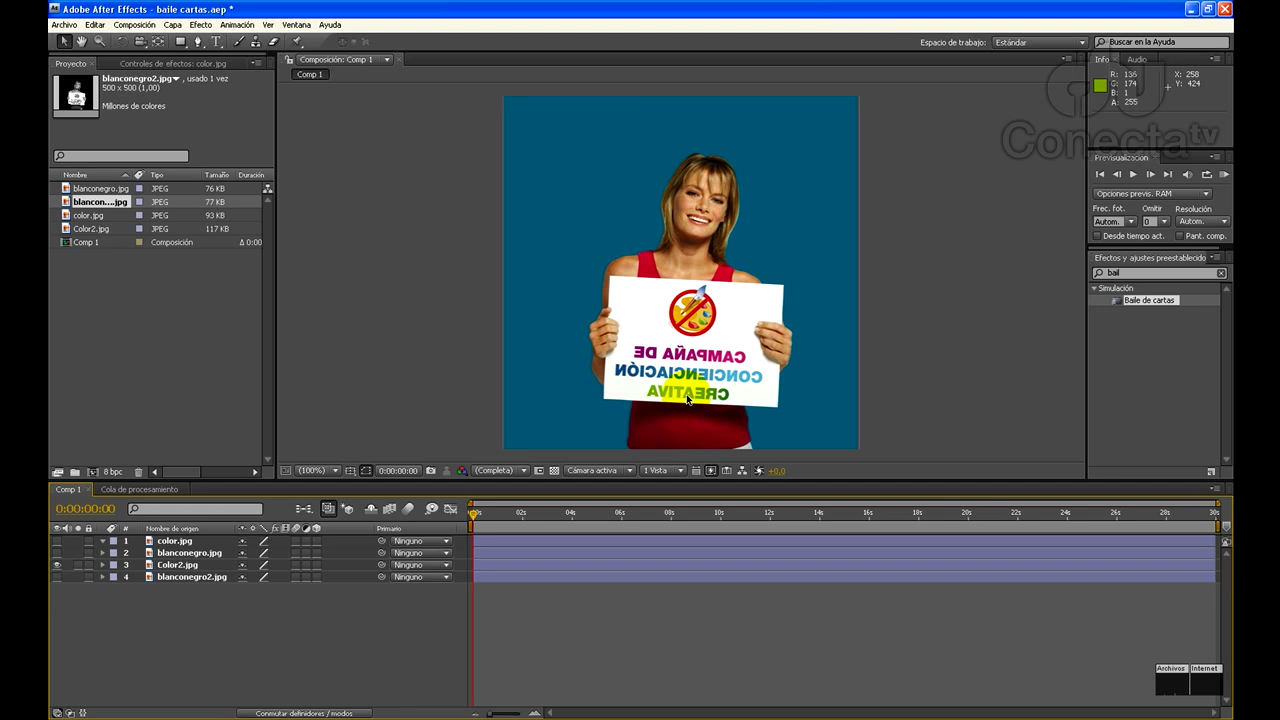 Adobe After Effects - baile cartas.aep *
Archivo Editar Composición Capa Efecto Animación Ver Ventana Ayuda
Espacio de trabajo: Estándar Buscar en la Ayuda
Proyecto Controles de efectos: color.jpg
blanconegro2.jpg , usado 1 vez
500 x 500 (1,00)
Millones de colores
Nombre Tipo Tamaño Duración
blanconegro.jpg JPEG 76 KB
blancon....jpg JPEG 77 KB
color.jpg JPEG 93 KB
Color2.jpg JPEG 117 KB
Comp 1 Composición Δ 0:00
8 bpc
Composición: Comp 1
Comp 1
CAMPAÑA DE
CONCIENCIACIÓN
CREATIVA
(100%) 0:00:00:00 (Completa) Cámara activa 1 Vista +0,0
Info Audio
R: 136 X: 258
G: 174 Y: 424
B: 1
A: 255
Conecta tv
Previsualización
Opciones previs. RAM
Frec. fot. Omitir Resolución
Autom. 0 Autom.
Desde tiempo act. Pant. comp.
Efectos y ajustes preestablecido
bail
Simulación
Baile de cartas
Comp 1 Cola de procesamiento
0:00:00:00
# Nombre de origen fx Primario
02s 04s 06s 08s 10s 12s 14s 16s 18s 20s 22s 24s 26s 28s 30s
1 color.jpg Ninguno
2 blanconegro.jpg Ninguno
3 Color2.jpg Ninguno
4 blanconegro2.jpg Ninguno
Archivos Internet
Conmutar definidores / modos